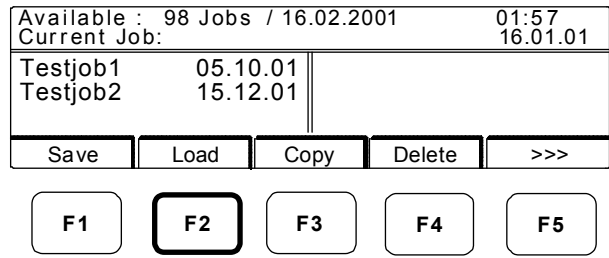 Available : 98 Jobs / 16.02.2001 01:57
Current Job: 16.01.01
Testjob1 05.10.01
Testjob2 15.12.01
Save Load Copy Delete >>>
F1 F2 F3 F4 F5